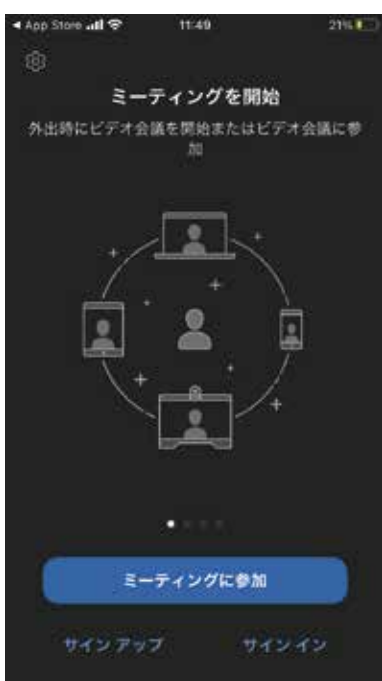 ◀ App Store 11:49 21%
ミーティングを開始
外出時にビデオ会議を開始またはビデオ会議に参
加
ミーティングに参加
サインアップ サインイン